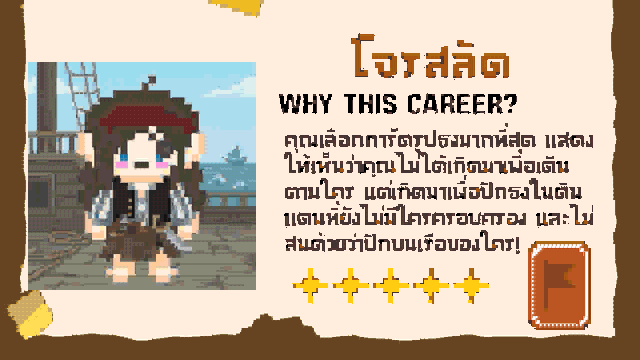 โจรสลัด
WHY THIS CAREER?
คุณเลือกการ์ดรูปธงมากที่สุด แสดง
ให้เห็นว่าคุณไม่ได้เกิดมาเพื่อเดิน
ตามใคร แต่เกิดมาเพื่อปักธงในดิน
แดนที่ยังไม่มีใครครอบครอง และไม่
สนด้วยว่าปักบนเรือของใคร!